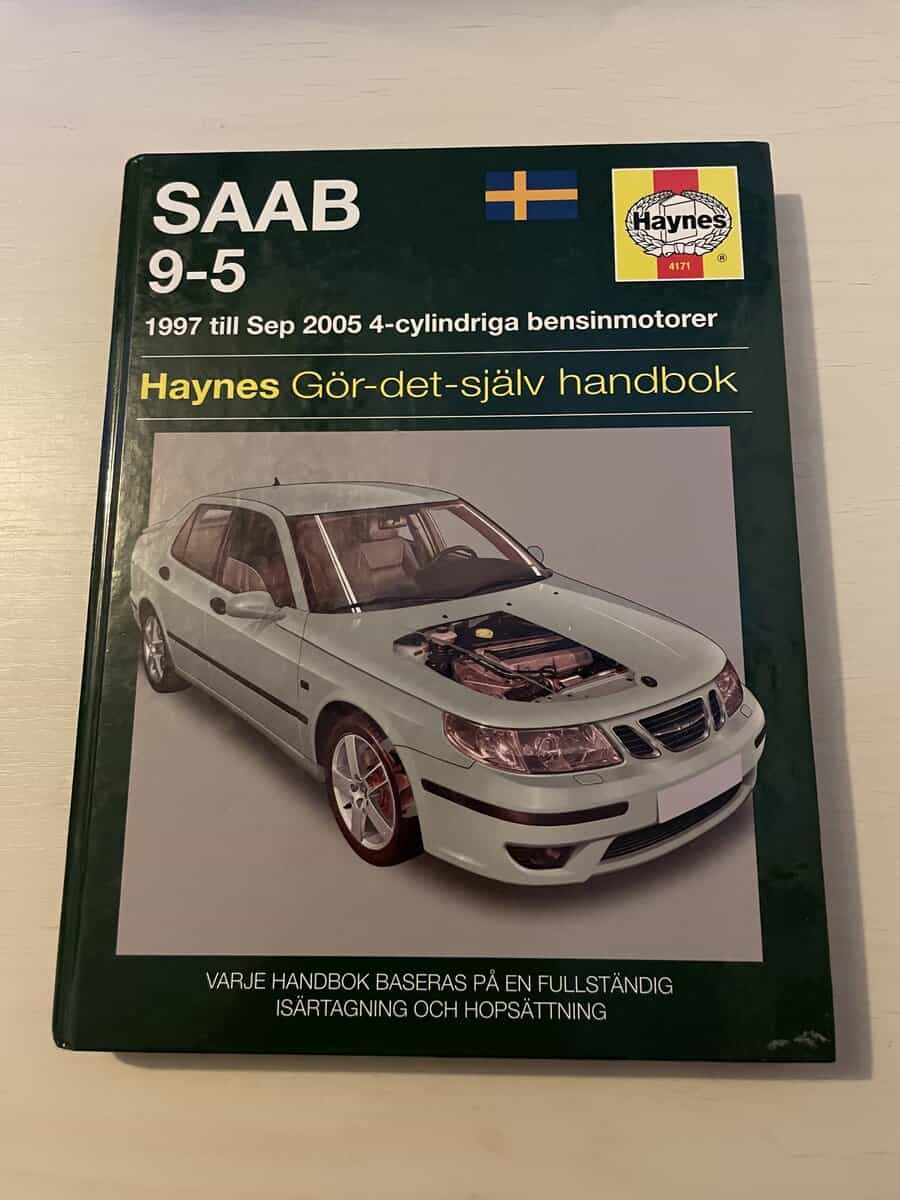 SAAB
9-5
Haynes
4171
®
1997 till Sep 2005 4-cylindriga bensinmotorer
Haynes Gör-det-själv handbok
VARJE HANDBOK BASERAS PÅ EN FULLSTÄNDIG
ISÄRTAGNING OCH HOPSÄTTNING